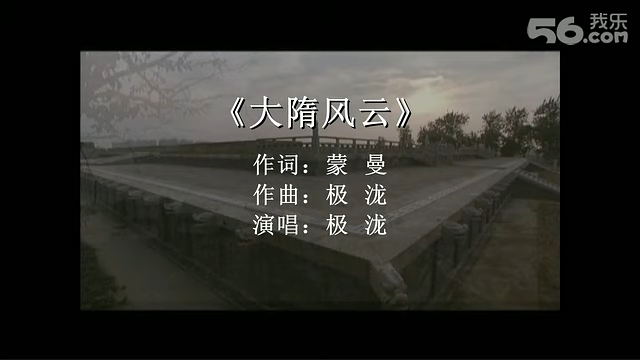 56我乐
.com
《大隋风云》
作词：蒙 曼
作曲：极 泷
演唱：极 泷